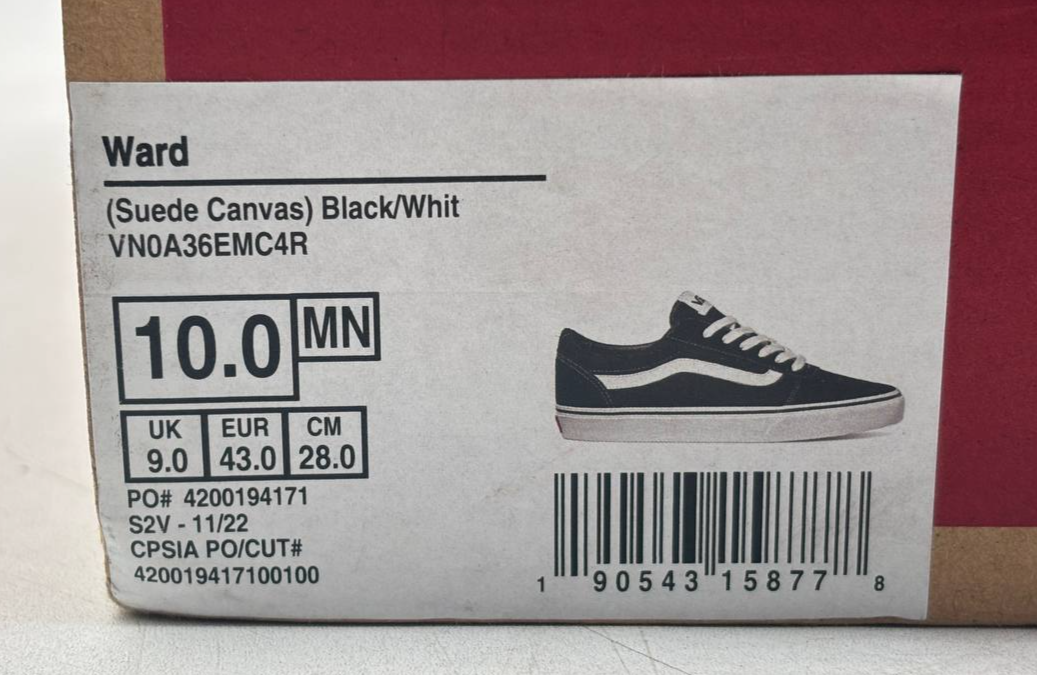 Ward
(Suede Canvas) Black/Whit
VN0A36EMC4R
10.0 MN
UK EUR CM
9.0 43.0 28.0
PO# 4200194171
S2V - 11/22
CPSIA PO/CUT#
420019417100100
1 90543 15877 8